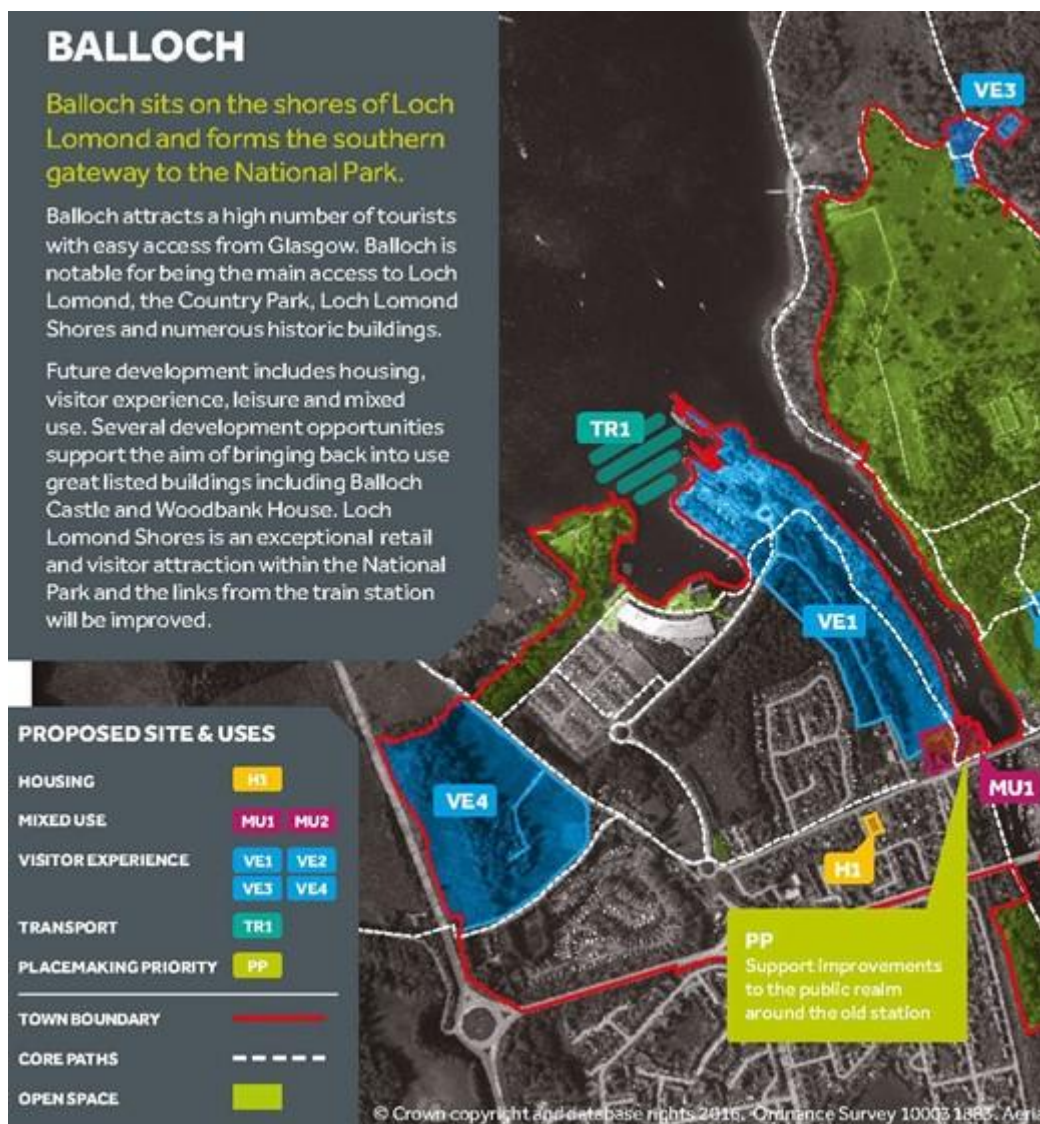 BALLOCH
Balloch sits on the shores of Loch
Lomond and forms the southern
gateway to the National Park.
Balloch attracts a high number of tourists
with easy access from Glasgow. Balloch is
notable for being the main access to Loch
Lomond, the Country Park, Loch Lomond
Shores and numerous historic buildings.
Future development includes housing,
visitor experience, leisure and mixed
use. Several development opportunities
support the aim of bringing back into use
great listed buildings including Balloch
Castle and Woodbank House. Loch
Lomond Shores is an exceptional retail
and visitor attraction within the National
Park and the links from the train station
will be improved.
VE3
TR1
VE1
VE4
MU1
H1
PP
Support improvements
to the public realm
around the old station
PROPOSED SITE & USES
HOUSING H1
MIXED USE MU1 MU2
VISITOR EXPERIENCE VE1 VE2
VE3 VE4
TRANSPORT TR1
PLACEMAKING PRIORITY PP
TOWN BOUNDARY
CORE PATHS
OPEN SPACE
© Crown copyright and database rights 2016. Ordnance Survey 100031883. Aeria